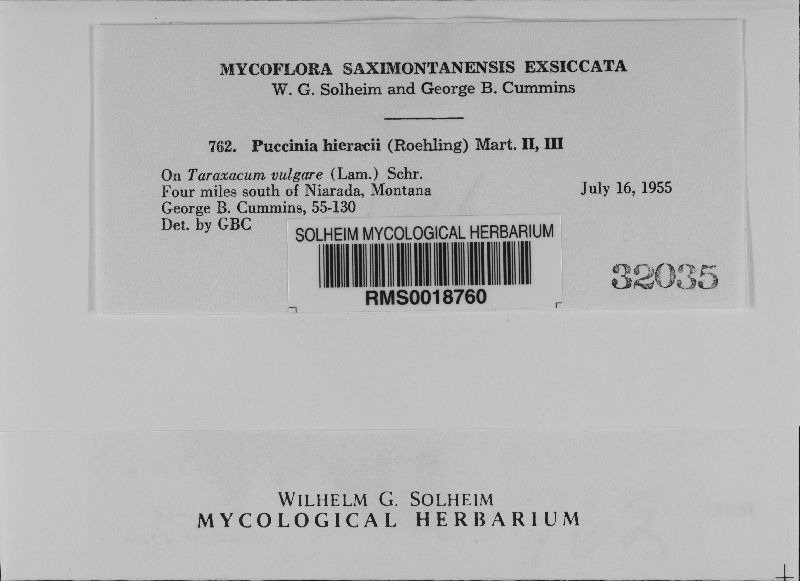 MYCOFLORA SAXIMONTANENSIS EXSICCATA
W. G. Solheim and George B. Cummins
762. Puccinia hieracii (Roehling) Mart. II, III
On Taraxacum vulgare (Lam.) Schr.
Four miles south of Niarada, Montana July 16, 1955
George B. Cummins, 55-130
Det. by GBC
SOLHEIM MYCOLOGICAL HERBARIUM
RMS0018760
32035
WILHELM G. SOLHEIM
MYCOLOGICAL HERBARIUM